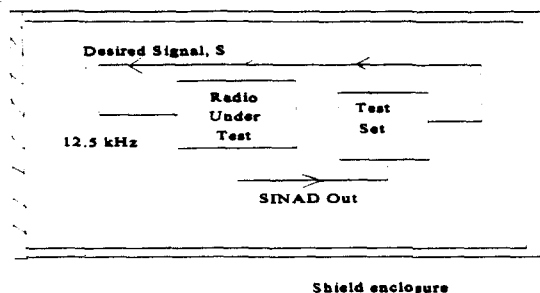 Desired Signal, S
Radio
Under
Test
Test
Set
12.5 kHz
SINAD Out
Shield enclosure